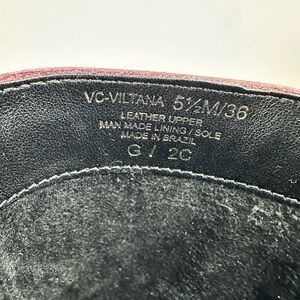 VC-VILTANA 5½M/36
LEATHER UPPER
MAN MADE LINING / SOLE
MADE IN BRAZIL
G / 2C